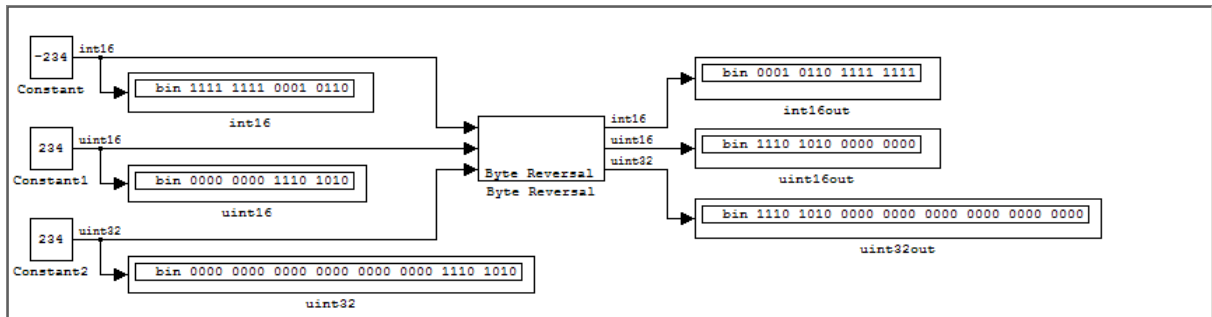 -234
int16
Constant
bin 1111 1111 0001 0110
int16
234
uint16
Constant1
bin 0000 0000 1110 1010
uint16
234
uint32
Constant2
bin 0000 0000 0000 0000 0000 0000 1110 1010
uint32
Byte Reversal
Byte Reversal
int16
uint16
uint32
bin 0001 0110 1111 1111
int16out
bin 1110 1010 0000 0000
uint16out
bin 1110 1010 0000 0000 0000 0000 0000 0000
uint32out